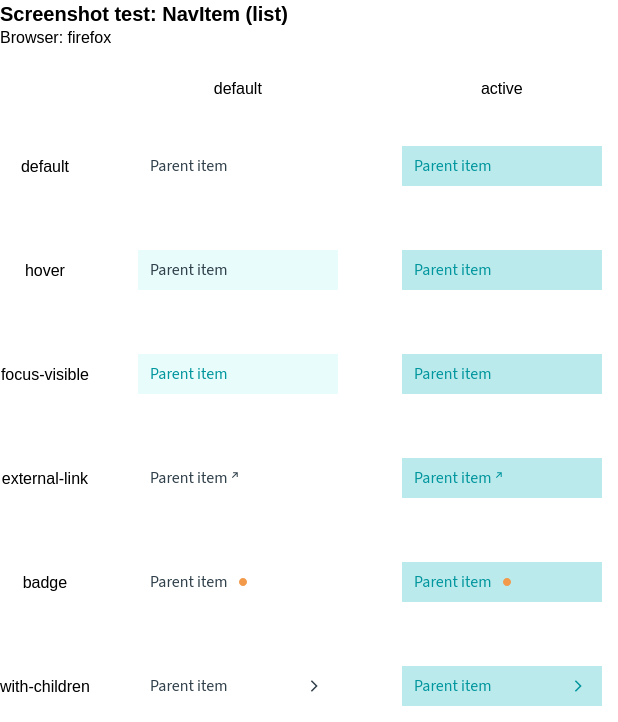 Screenshot test: NavItem (list)
Browser: firefox
default active
default Parent item Parent item
hover Parent item Parent item
focus-visible Parent item Parent item
external-link Parent item Parent item
badge Parent item Parent item
with-children Parent item Parent item